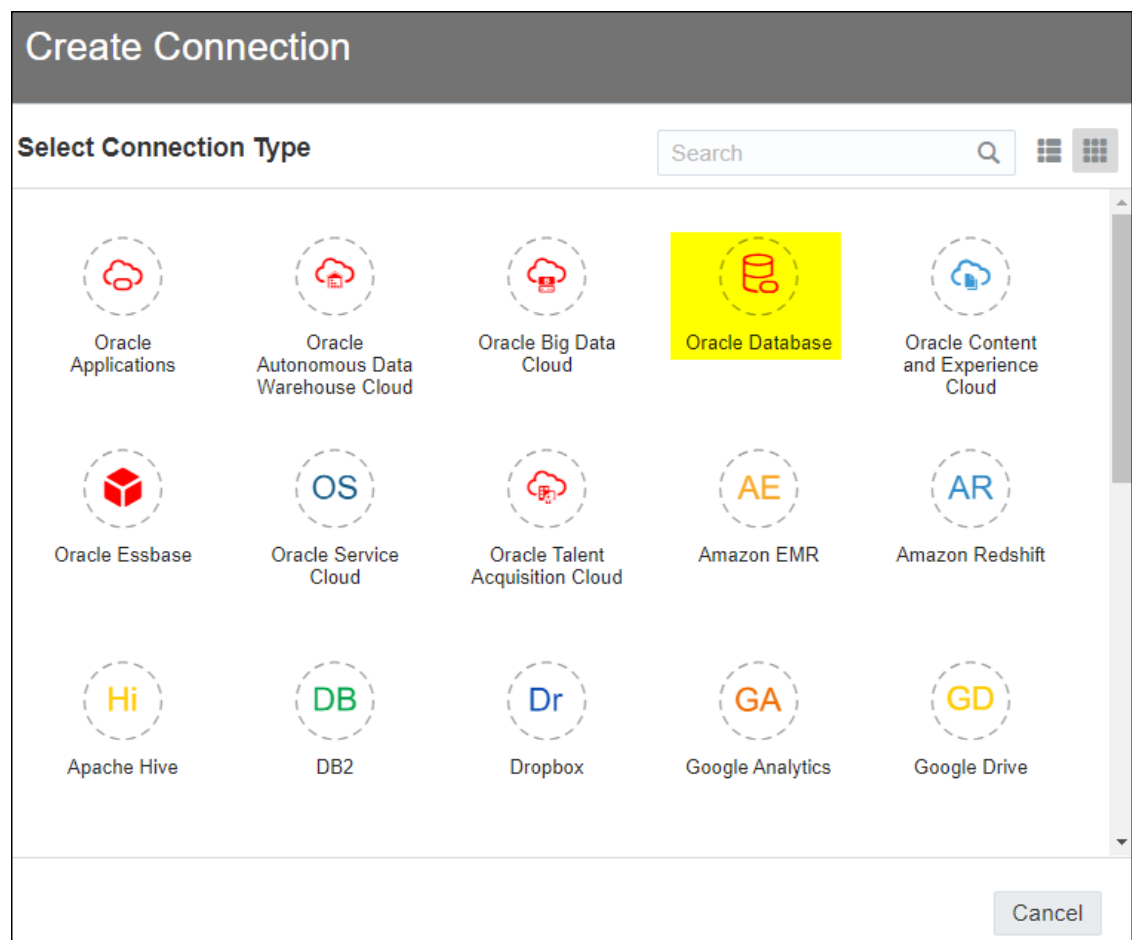 Create Connection
Select Connection Type
Search
Oracle
Applications
Oracle
Autonomous Data
Warehouse Cloud
Oracle Big Data
Cloud
Oracle Database
Oracle Content
and Experience
Cloud
Oracle Essbase
OS
Oracle Service
Cloud
Oracle Talent
Acquisition Cloud
AE
Amazon EMR
AR
Amazon Redshift
Hi
Apache Hive
DB
DB2
Dr
Dropbox
GA
Google Analytics
GD
Google Drive
Cancel